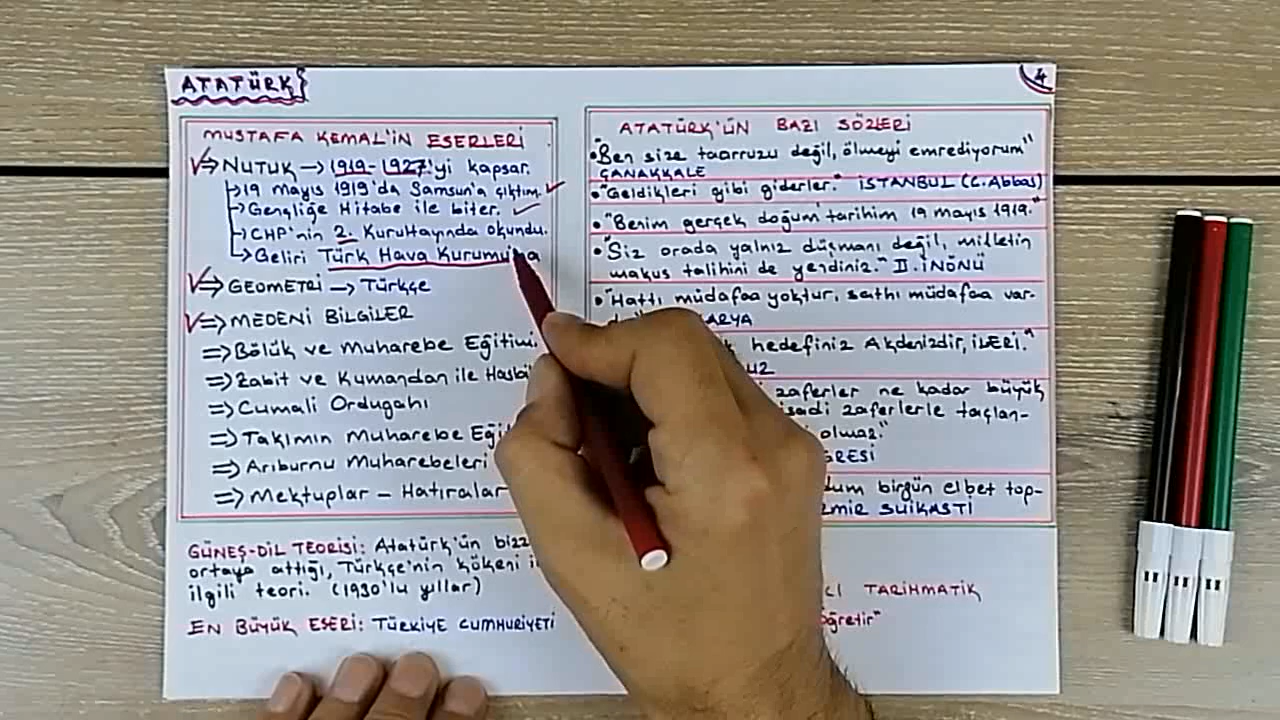 ATATÜRK
4
MUSTAFA KEMAL'İN ESERLERİ
⇒ NUTUK → 1919-1927'yi kapsar.
→ 19 mayıs 1919'da Samsun'a çıktım.
→ Gençliğe Hitabe ile biter.
→ CHP'nin 2. Kurultayında okundu.
→ Geliri Türk Hava Kurumuna
⇒ GEOMETRİ → Türkçe
⇒ MEDENİ BİLGİLER
⇒ Bölük ve Muharebe Eğitimi
⇒ Zabit ve Kumandan ile
⇒ Cumali Ordugahı
⇒ Takımın Muharebe
⇒ Arıburnu Muharebeleri
⇒ Mektuplar - Hatıralar
GÜNEŞ-DİL TEORİSİ: Atatürk'ün
ortaya attığı, Türkçe'nin kökeni
ilgili teori. (1930'lu yıllar)
EN BÜYÜK ESERİ: TÜRKİYE CUMHURİYETİ
ATATÜRK'ÜN BAZI SÖZLERİ
• "Ben size taarruzu değil, ölmeyi emrediyorum"
ÇANAKKALE
• "Geldikleri gibi giderler." İSTANBUL (C.Abbas)
• "Benim gerçek doğum tarihim 19 mayıs 1919."
• "Siz orada yalnız düşmanı değil, milletin
makus talihini de yendiniz." II. İNÖNÜ
• "Hattı müdafaa yoktur, sathı müdafaa var-
hedefiniz Akdenizdir, İLERİ."
zaferler ne kadar büyük
zaferlerle taçlan-
olmaz."
birgün elbet top-
SUİKASTİ
TARİHMATİK
öğretir"